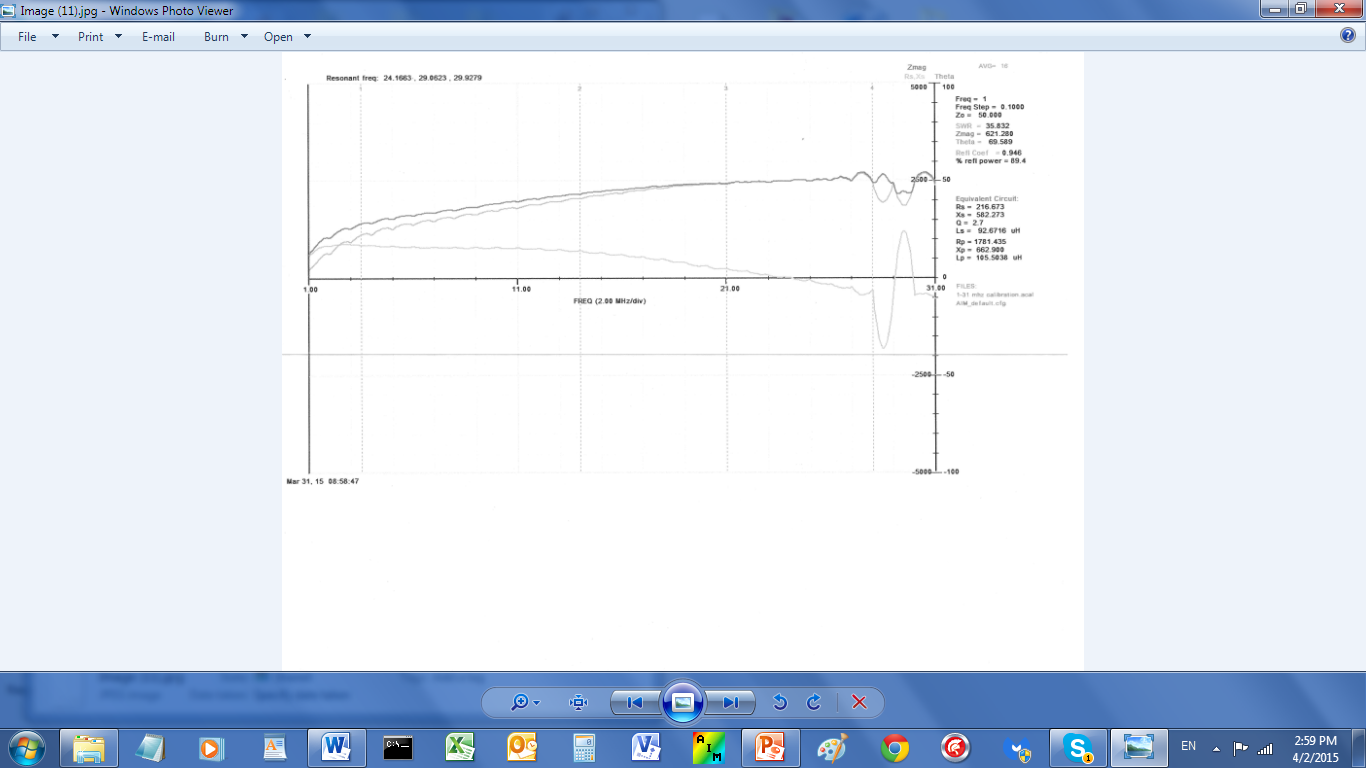 Image (11).jpg - Windows Photo Viewer
File Print E-mail Burn Open
Resonant freq: 24.1663 , 29.0623 , 29.9279
Zmag AVG= 16
Rs,Xs Theta
1 2 3 4
5000 100
Freq = 1
Freq Step = 0.1000
Zo = 50.000
SWR = 35.832
Zmag = 621.280
Theta = 69.589
Refl Coef = 0.946
% refl power = 89.4
2500 50
Equivalent Circuit:
Rs = 216.673
Xs = 582.273
Q = 2.7
Ls = 92.6716 uH
Rp = 1781.435
Xp = 662.900
Lp = 105.5038 uH
0
1.00 11.00 21.00 31.00
FREQ (2.00 MHz/div)
FILES:
1-31 mhz calibration.acal
AIM_default.cfg
-2500 -50
-5000 -100
Mar 31, 15 08:58:47
EN
2:59 PM
4/2/2015